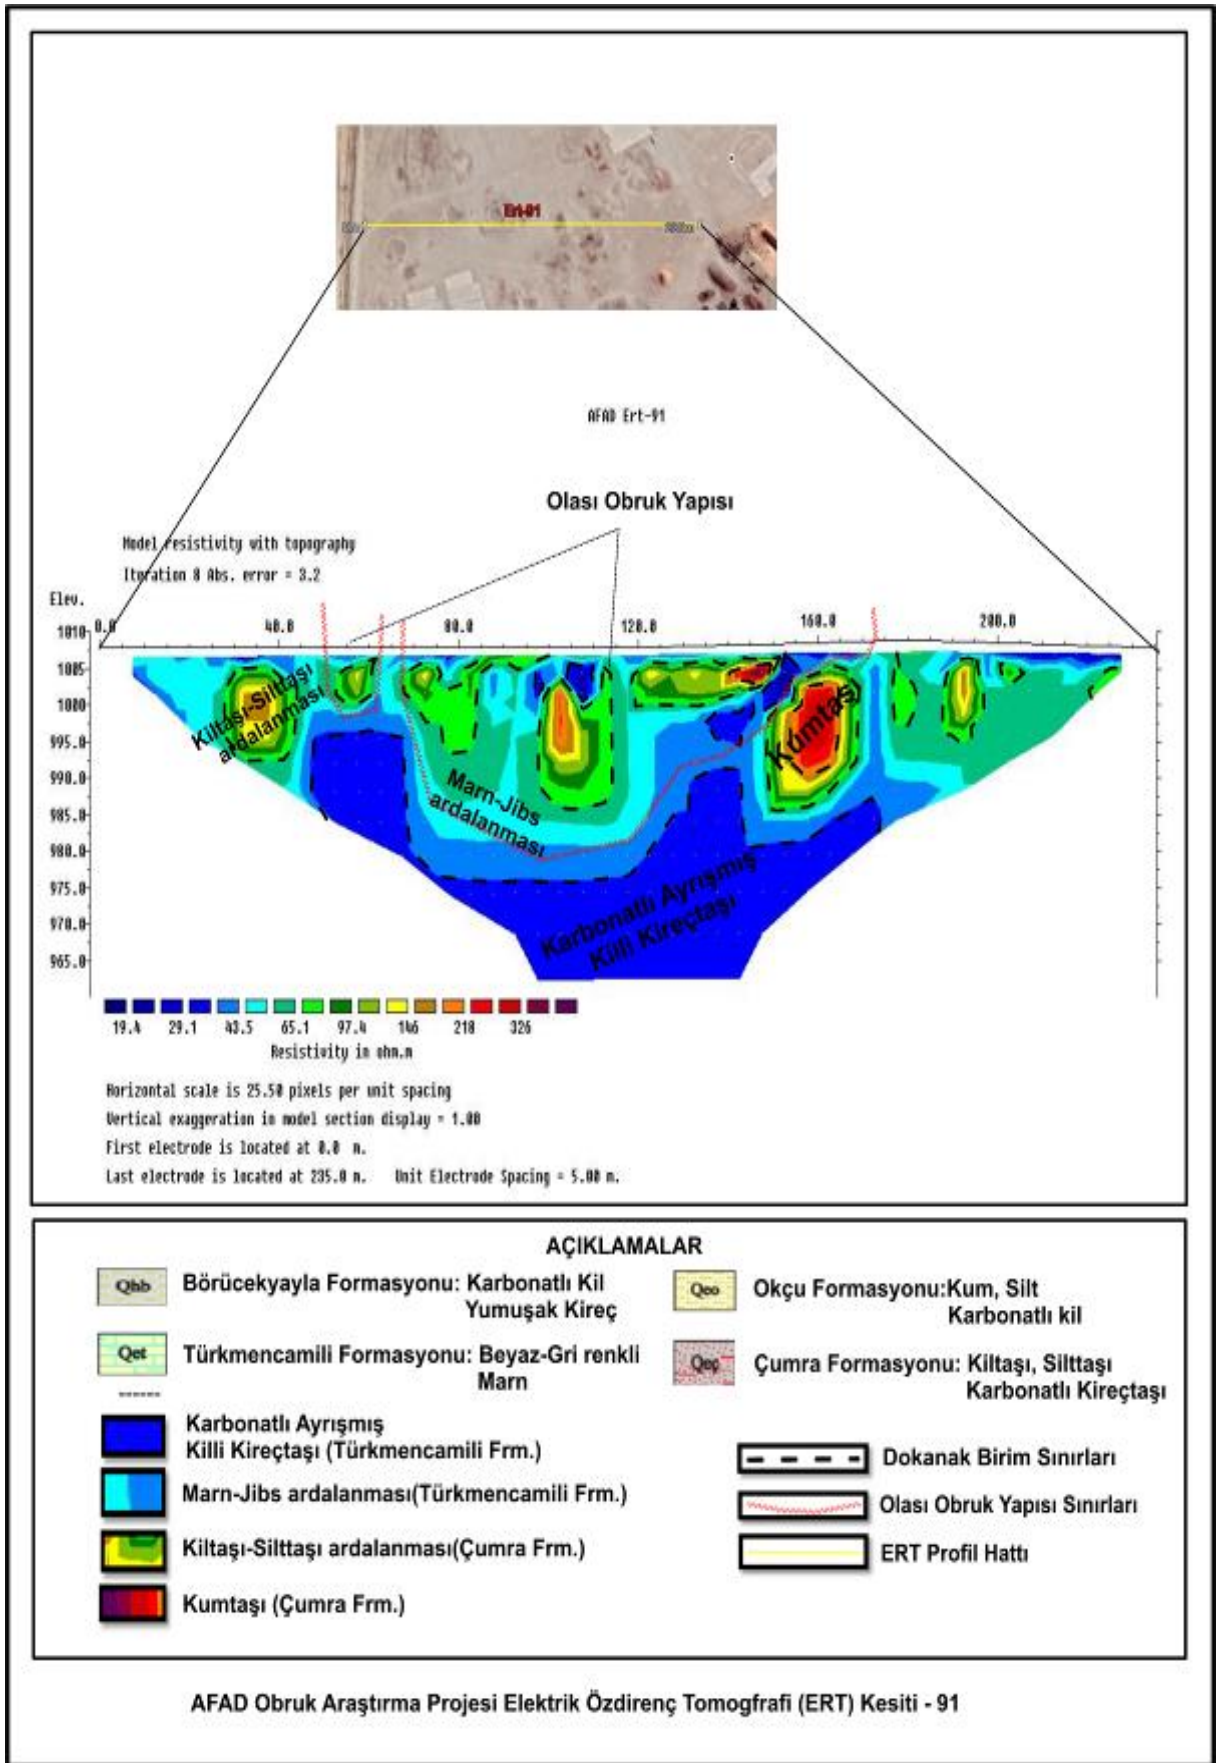 Ert-91
AFAD Ert-91
Olası Obruk Yapısı
Model resistivity with topography
Iteration 8 Abs. error = 3.2
Elev.
0.0 40.0 80.0 120.0 160.0 200.0
1010
1005
1000
995.0
990.0
985.0
980.0
975.0
970.0
965.0
Kiltaşı-Silttaşı
ardalanması
Marn-Jibs
ardalanması
Kumtaşı
Karbonatlı Ayrışmış
Killi Kireçtaşı
19.4 29.1 43.5 65.1 97.4 146 218 326
Resistivity in ohm.m
Horizontal scale is 25.50 pixels per unit spacing
Vertical exaggeration in model section display = 1.00
First electrode is located at 0.0 m.
Last electrode is located at 235.0 m. Unit Electrode Spacing = 5.00 m.
AÇIKLAMALAR
Qhb Börücekyayla Formasyonu: Karbonatlı Kil
Yumuşak Kireç
Qeo Okçu Formasyonu:Kum, Silt
Karbonatlı kil
Qet Türkmencamili Formasyonu: Beyaz-Gri renkli
Marn
Qeç Çumra Formasyonu: Kiltaşı, Silttaşı
Karbonatlı Kireçtaşı
Karbonatlı Ayrışmış
Killi Kireçtaşı (Türkmencamili Frm.)
Marn-Jibs ardalanması(Türkmencamili Frm.)
Kiltaşı-Silttaşı ardalanması(Çumra Frm.)
Kumtaşı (Çumra Frm.)
Dokanak Birim Sınırları
Olası Obruk Yapısı Sınırları
ERT Profil Hattı
AFAD Obruk Araştırma Projesi Elektrik Özdirenç Tomogfrafi (ERT) Kesiti - 91